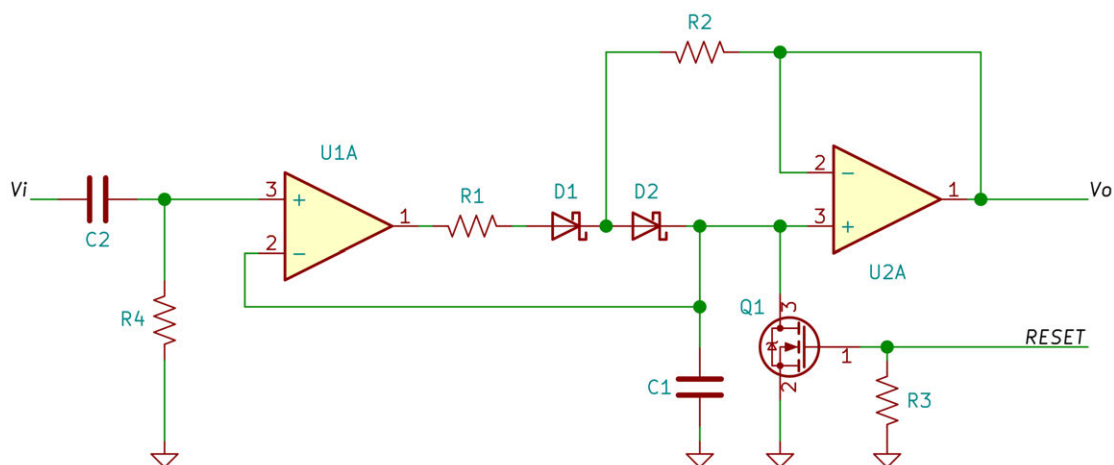 R2
U1A
Vi
3
+
1
R1
D1
D2
2
−
1
Vo
3
+
C2
2
−
U2A
R4
Q1
3
1
RESET
C1
2
R3